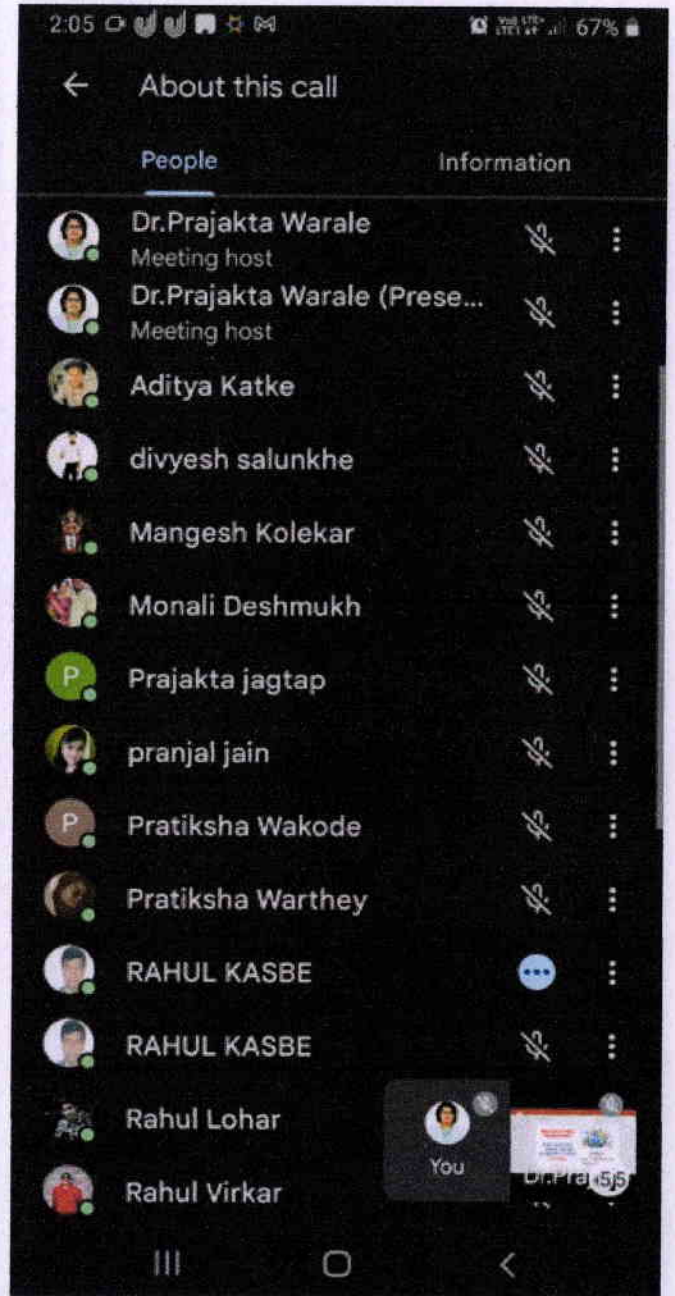 2:05 67%
About this call
People Information
Dr.Prajakta Warale
Meeting host
Dr.Prajakta Warale (Prese...
Meeting host
Aditya Katke
divyesh salunkhe
Mangesh Kolekar
Monali Deshmukh
P Prajakta jagtap
pranjal jain
P Pratiksha Wakode
Pratiksha Warthey
RAHUL KASBE
RAHUL KASBE
Rahul Lohar
You
Rahul Virkar